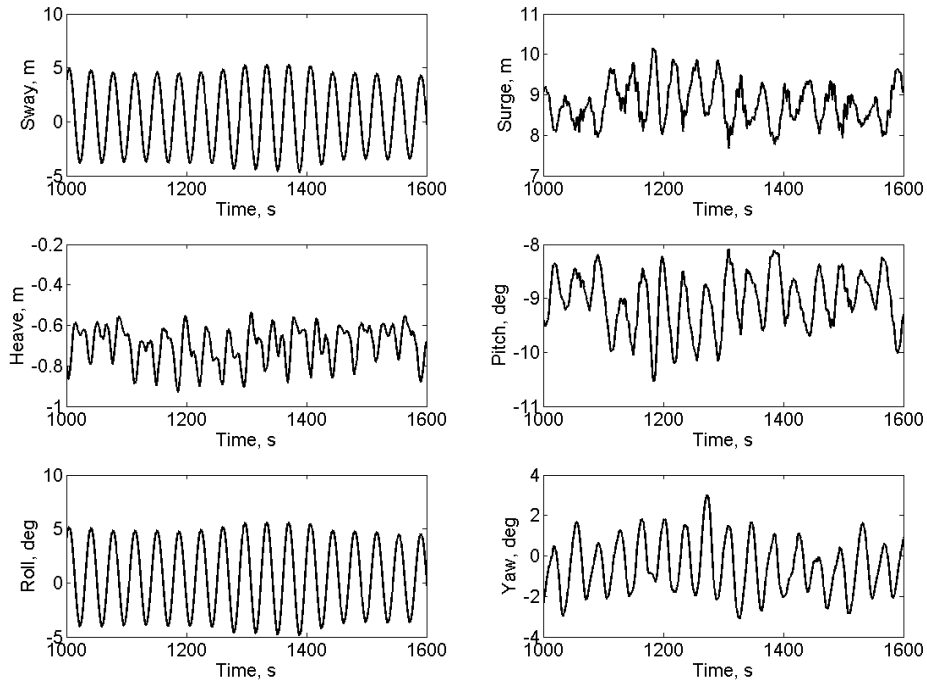 10
5
0
-5
Sway, m
1000 1200 1400 1600
Time, s
11
10
9
8
7
Surge, m
1000 1200 1400 1600
Time, s
-0.2
-0.4
-0.6
-0.8
-1
Heave, m
1000 1200 1400 1600
Time, s
-8
-9
-10
-11
Pitch, deg
1000 1200 1400 1600
Time, s
10
5
0
-5
Roll, deg
1000 1200 1400 1600
Time, s
4
2
0
-2
-4
Yaw, deg
1000 1200 1400 1600
Time, s